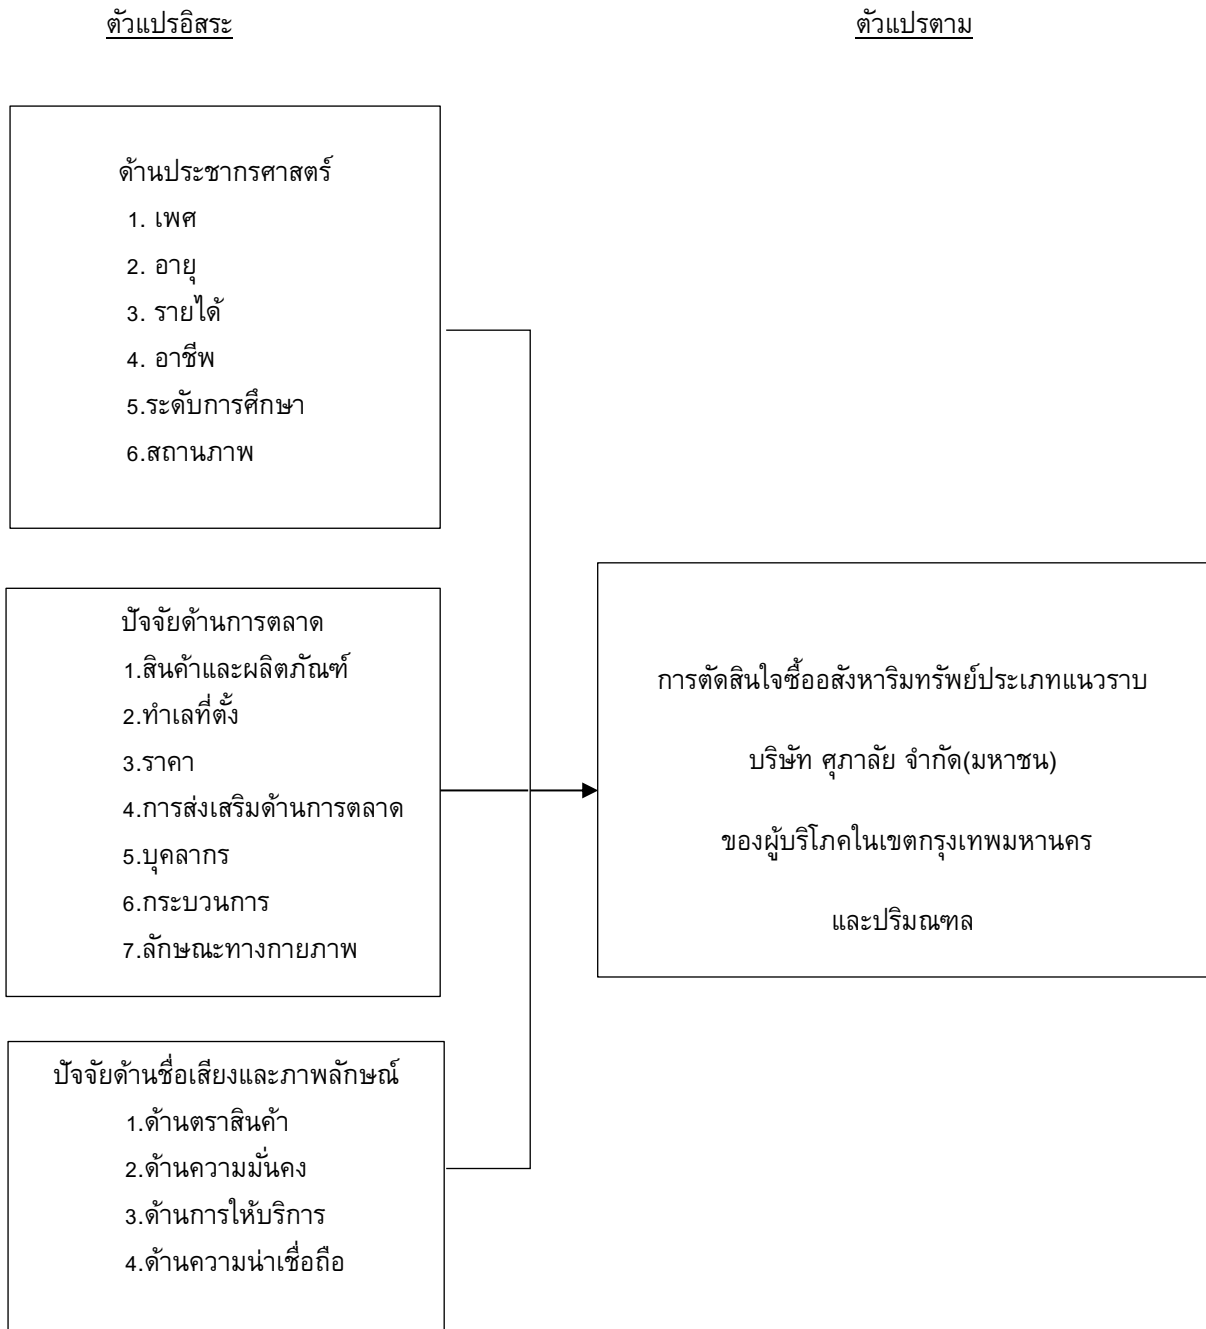 ตัวแปรอิสระ
ตัวแปรตาม
ด้านประชากรศาสตร์
1. เพศ
2. อายุ
3. รายได้
4. อาชีพ
5.ระดับการศึกษา
6.สถานภาพ
ปัจจัยด้านการตลาด
1.สินค้าและผลิตภัณฑ์
2.ทำเลที่ตั้ง
3.ราคา
4.การส่งเสริมด้านการตลาด
5.บุคลากร
6.กระบวนการ
7.ลักษณะทางกายภาพ
ปัจจัยด้านชื่อเสียงและภาพลักษณ์
1.ด้านตราสินค้า
2.ด้านความมั่นคง
3.ด้านการให้บริการ
4.ด้านความน่าเชื่อถือ
การตัดสินใจซื้ออสังหาริมทรัพย์ประเภทแนวราบ
บริษัท ศุภาลัย จำกัด(มหาชน)
ของผู้บริโภคในเขตกรุงเทพมหานคร
และปริมณฑล